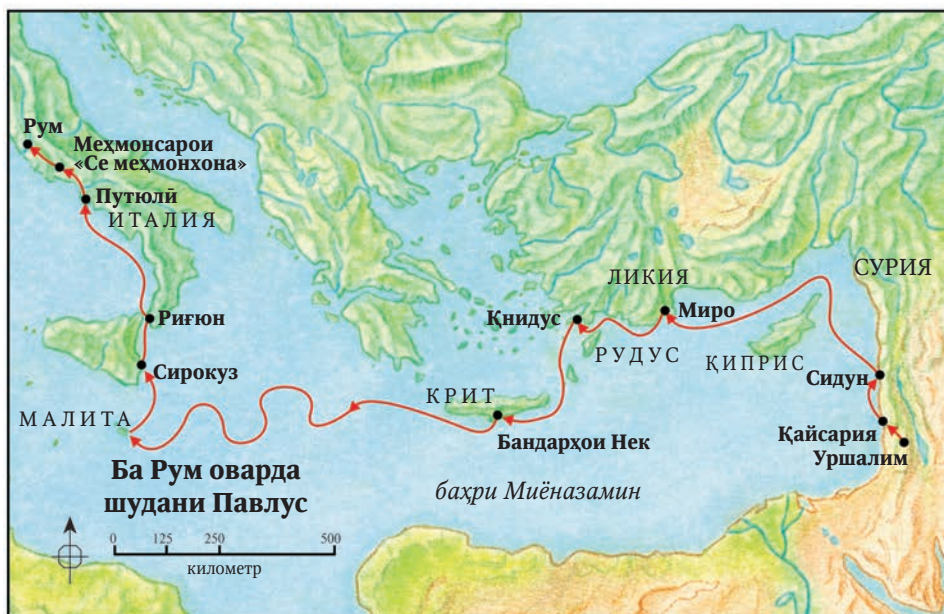 Рум
Меҳмонсарои
«Се меҳмонхона»
Путюлӣ
ИТАЛИЯ
СУРИЯ
ЛИКИЯ
Риғюн
Книдус
Миро
РУДУС
ҚИПРИС
Сирокуз
Сидун
КРИТ
МАЛИТА
Бандарҳои Нек
Қайсария
Уршалим
Ба Рум оварда
шудани Павлус
баҳри Миёназамин
0 125 250 500
километр